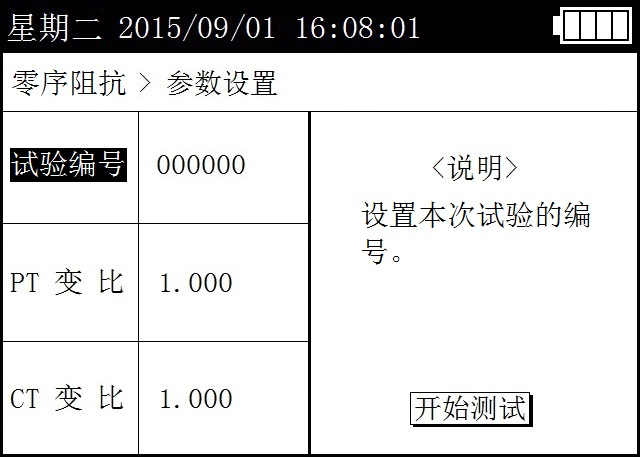 星期二 2015/09/01 16:08:01
零序阻抗 > 参数设置
试验编号 000000
<说明>
设置本次试验的编
号。
PT 变 比 1.000
CT 变 比 1.000
开始测试